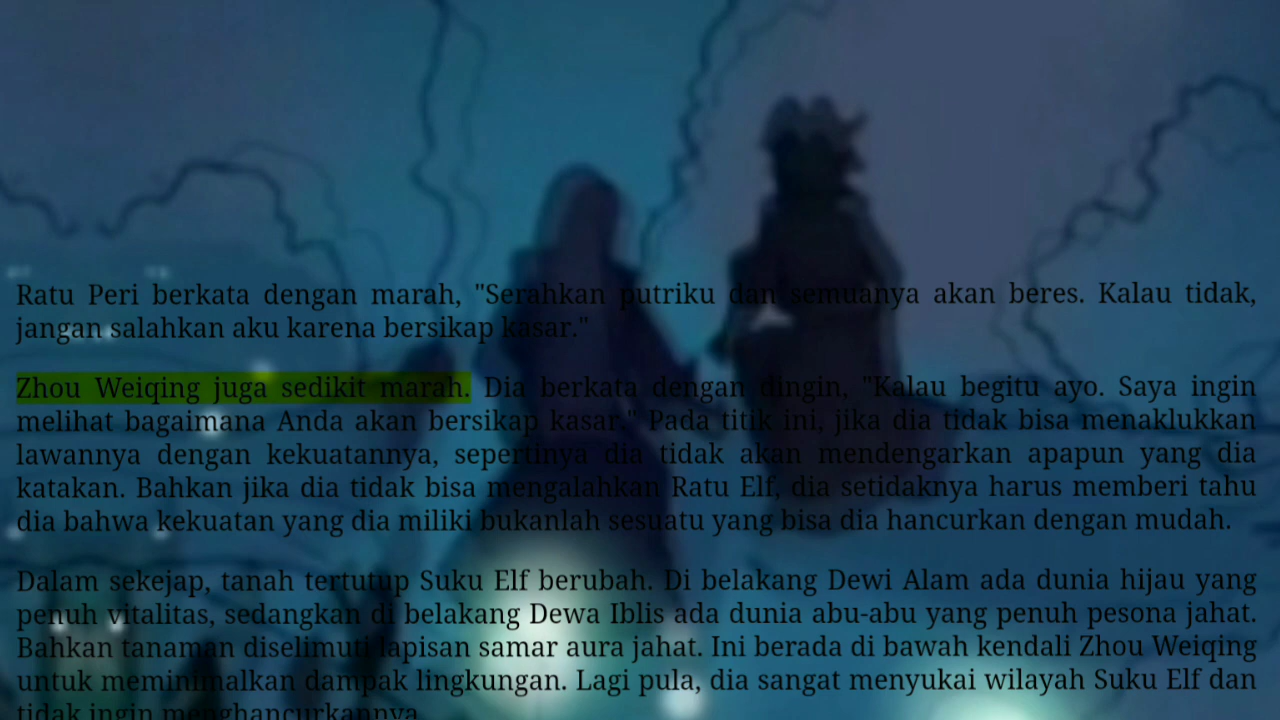 Ratu Peri berkata dengan marah, "Serahkan putriku dan semuanya akan beres. Kalau tidak,
jangan salahkan aku karena bersikap kasar."
Zhou Weiqing juga sedikit marah. Dia berkata dengan dingin, "Kalau begitu ayo. Saya ingin
melihat bagaimana Anda akan bersikap kasar." Pada titik ini, jika dia tidak bisa menaklukkan
lawannya dengan kekuatannya, sepertinya dia tidak akan mendengarkan apapun yang dia
katakan. Bahkan jika dia tidak bisa mengalahkan Ratu Elf, dia setidaknya harus memberi tahu
dia bahwa kekuatan yang dia miliki bukanlah sesuatu yang bisa dia hancurkan dengan mudah.
Dalam sekejap, tanah tertutup Suku Elf berubah. Di belakang Dewi Alam ada dunia hijau yang
penuh vitalitas, sedangkan di belakang Dewa Iblis ada dunia abu-abu yang penuh pesona jahat.
Bahkan tanaman diselimuti lapisan samar aura jahat. Ini berada di bawah kendali Zhou Weiqing
untuk meminimalkan dampak lingkungan. Lagi pula, dia sangat menyukai wilayah Suku Elf dan
tidak ingin menghancurkannya.